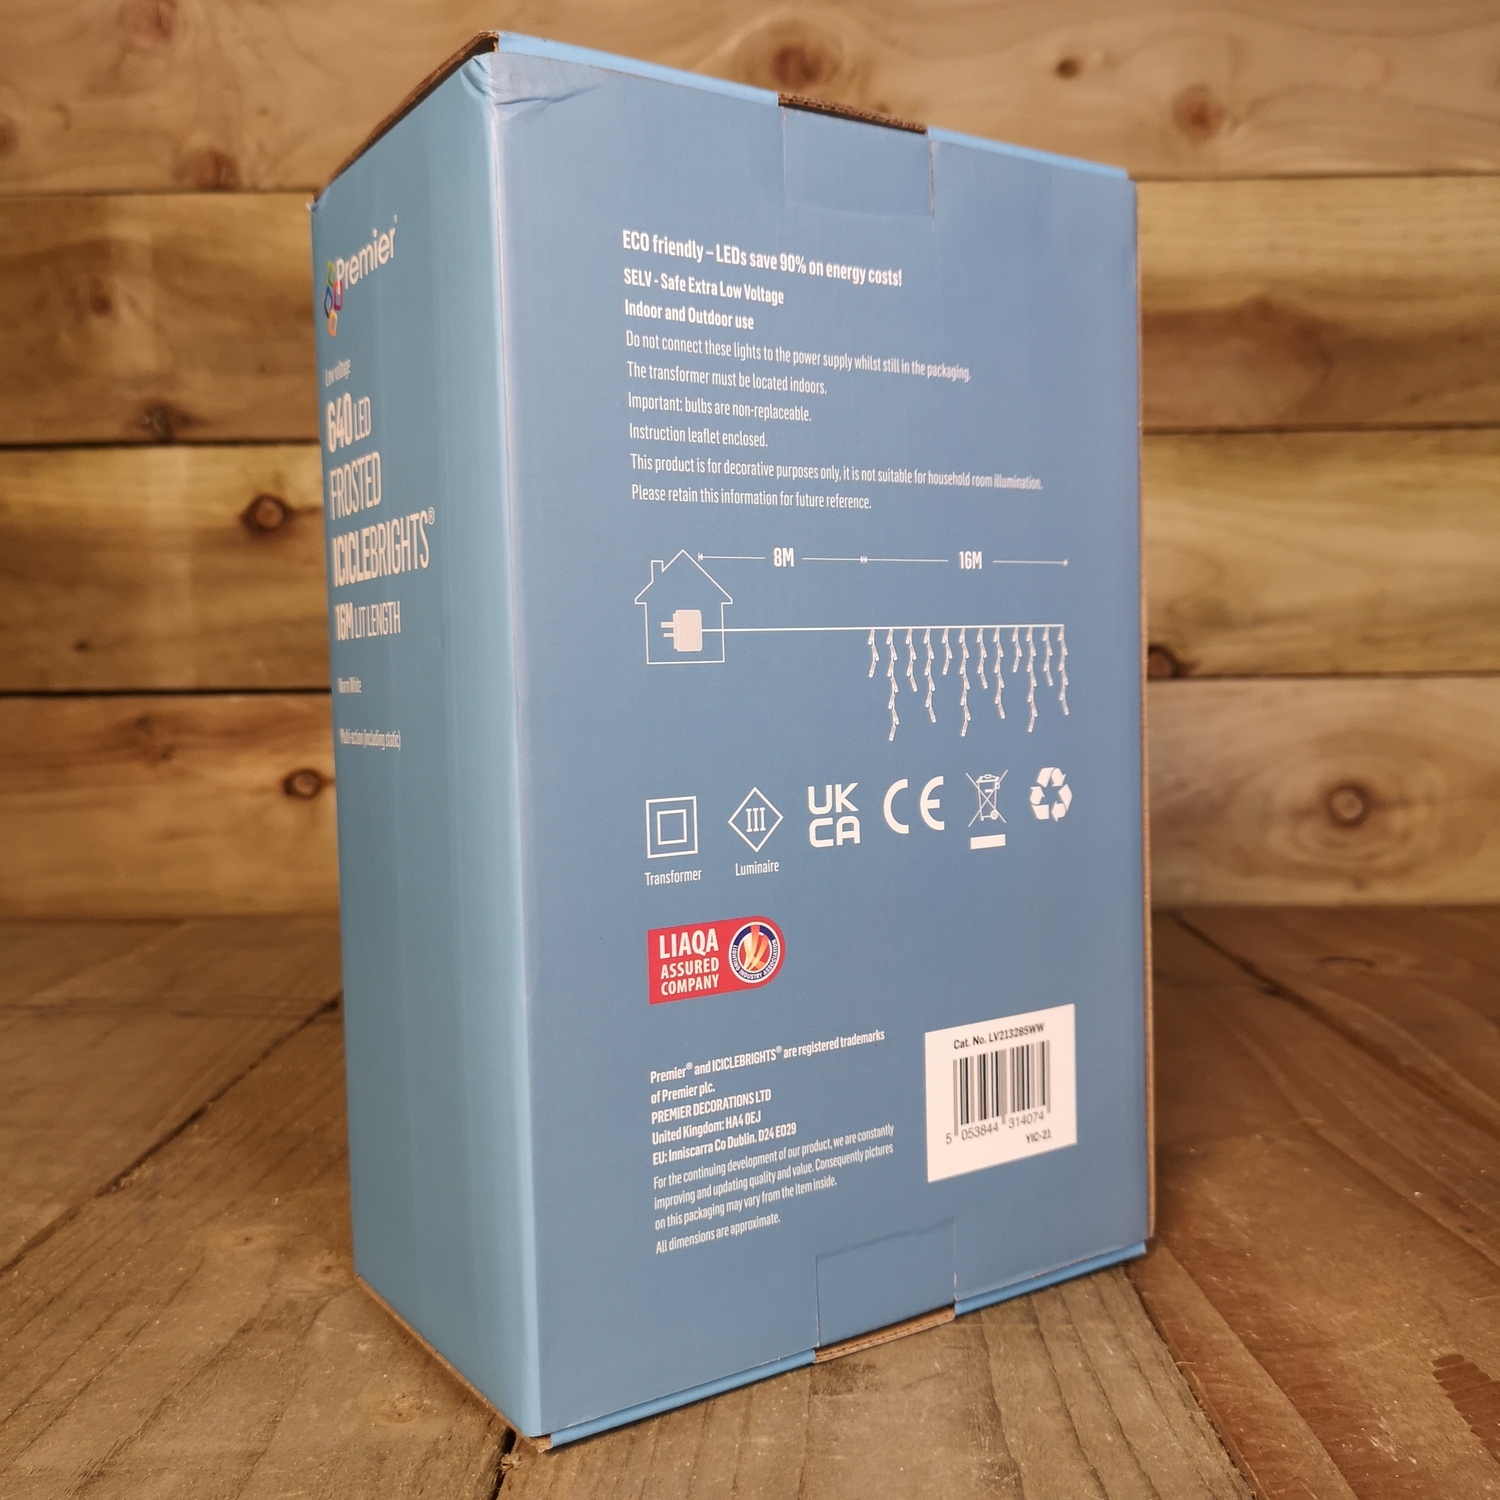 Premier
Low voltage
640 LED
FROSTED
ICICLEBRIGHTS®
16M LIT LENGTH
Warm White
Multi-action (including static)
ECO friendly – LEDs save 90% on energy costs!
SELV - Safe Extra Low Voltage
Indoor and Outdoor use
Do not connect these lights to the power supply whilst still in the packaging.
The transformer must be located indoors.
Important: bulbs are non-replaceable.
Instruction leaflet enclosed.
This product is for decorative purposes only, it is not suitable for household room illumination.
Please retain this information for future reference.
8M 16M
III
UK
CA
CE
Transformer
Luminaire
LIAQA
ASSURED
COMPANY
LIGHTING INDUSTRY ASSOCIATION
Premier® and ICICLEBRIGHTS® are registered trademarks
of Premier plc.
PREMIER DECORATIONS LTD
United Kingdom: HA4 0EJ
EU: Inniscarra Co Dublin. D24 E029
For the continuing development of our product, we are constantly
improving and updating quality and value. Consequently pictures
on this packaging may vary from the item inside.
All dimensions are approximate.
Cat. No. LV213285WW
5 053844 314074
YIC-21